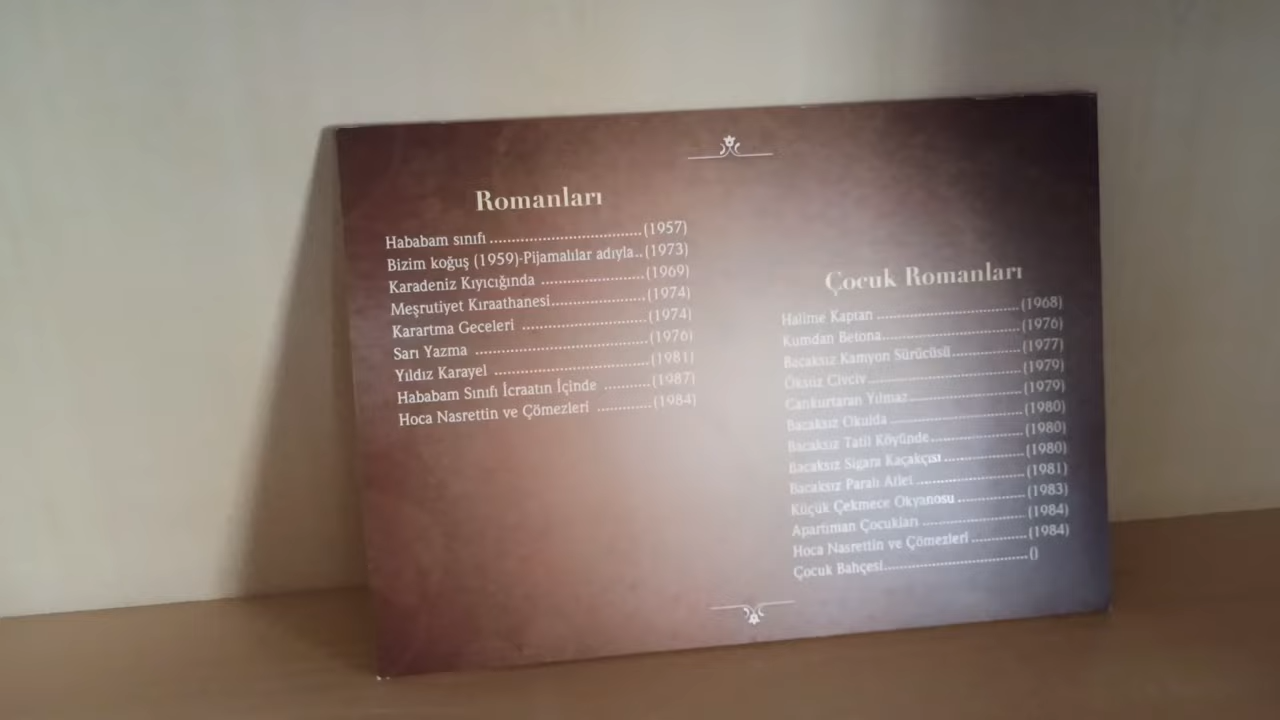 Romanları
Hababam sınıfı ..................................(1957)
Bizim koğuş (1959)-Pijamalılar adıyla..(1973)
Karadeniz Kıyıcığında .......................(1969)
Meşrutiyet Kıraathanesi.....................(1974)
Karartma Geceleri ............................(1974)
Sarı Yazma .......................................(1976)
Yıldız Karayel ...................................(1981)
Hababam Sınıfı İcraatın İçinde ..........(1987)
Hoca Nasrettin ve Çömezleri ............(1984)
Çocuk Romanları
Halime Kaptan ................................(1968)
Kumdan Betona...............................(1976)
Bacaksız Kamyon Sürücüsü...............(1977)
Öksüz Civciv...................................(1979)
Cankurtaran Yılmaz..........................(1979)
Bacaksız Okulda ..............................(1980)
Bacaksız Tatil Köyünde.....................(1980)
Bacaksız Sigara Kaçakçısı..................(1980)
Bacaksız Paralı Atlet ........................(1981)
Küçük Çekmece Okyanosu ...............(1983)
Apartıman Çocukları .......................(1984)
Hoca Nasrettin ve Çömezleri ............(1984)
Çocuk Bahçesi.................................()